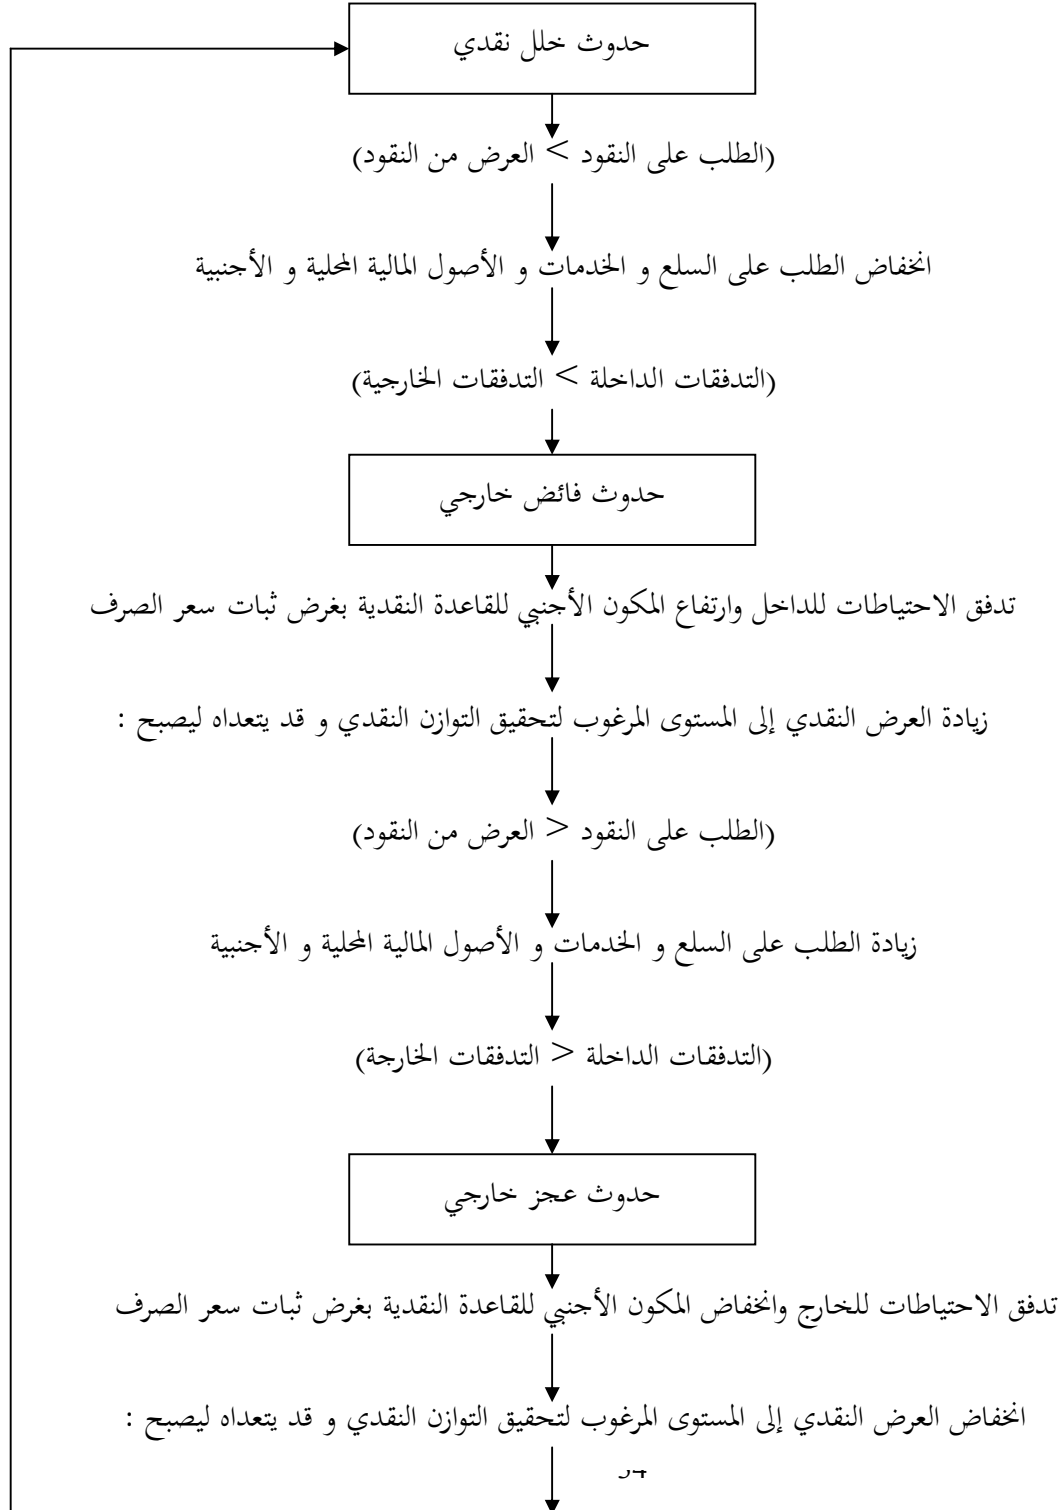 حدوث خلل نقدي
(الطلب على النقود > العرض من النقود)
انخفاض الطلب على السلع و الخدمات و الأصول المالية المحلية و الأجنبية
(التدفقات الداخلة > التدفقات الخارجية)
حدوث فائض خارجي
تدفق الاحتياطات للداخل وارتفاع المكون الأجنبي للقاعدة النقدية بغرض ثبات سعر الصرف
زيادة العرض النقدي إلى المستوى المرغوب لتحقيق التوازن النقدي و قد يتعداه ليصبح :
(الطلب على النقود < العرض من النقود)
زيادة الطلب على السلع و الخدمات و الأصول المالية المحلية و الأجنبية
(التدفقات الداخلة < التدفقات الخارجة)
حدوث عجز خارجي
تدفق الاحتياطات للخارج وانخفاض المكون الأجنبي للقاعدة النقدية بغرض ثبات سعر الصرف
انخفاض العرض النقدي إلى المستوى المرغوب لتحقيق التوازن النقدي و قد يتعداه ليصبح :